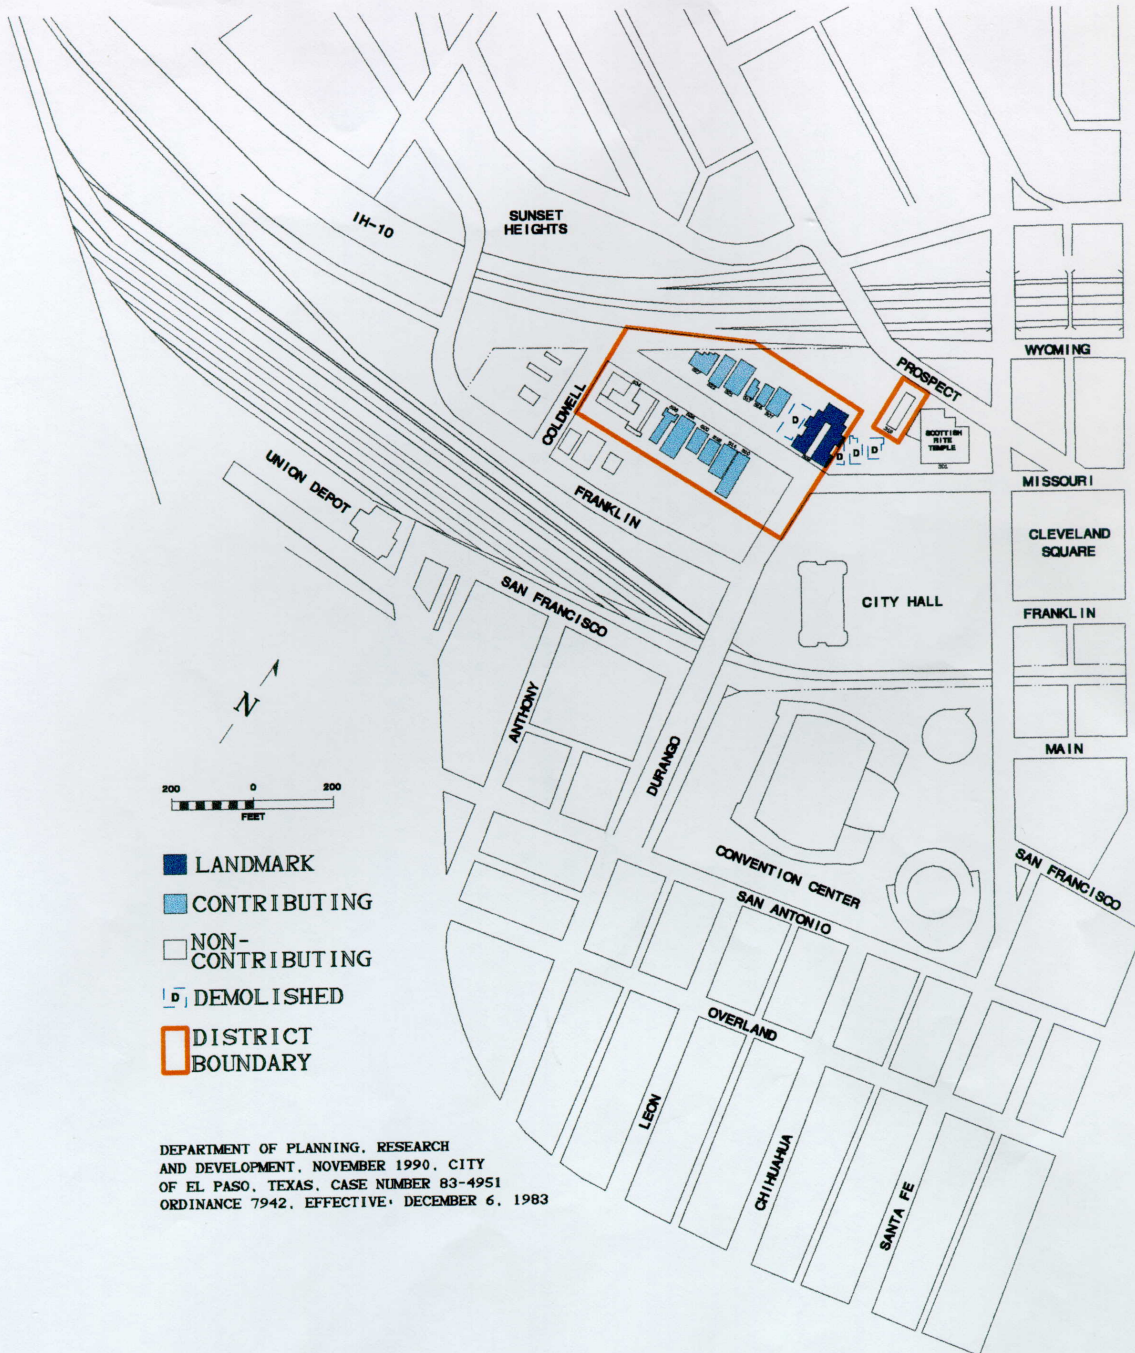 IH-10
SUNSET
HEIGHTS
WYOMING
PROSPECT
COLDWELL
SCOTTISH
RITE
TEMPLE
301
D
D
D
D
UNION DEPOT
FRANKLIN
MISSOURI
CLEVELAND
SQUARE
SAN FRANCISCO
CITY HALL
FRANKLIN
N
ANTHONY
DURANGO
MAIN
200 0 200
FEET
LANDMARK
CONTRIBUTING
NON-
CONTRIBUTING
D DEMOLISHED
DISTRICT
BOUNDARY
CONVENTION CENTER
SAN FRANCISCO
SAN ANTONIO
OVERLAND
LEON
CHIHUAHUA
SANTA FE
DEPARTMENT OF PLANNING, RESEARCH
AND DEVELOPMENT, NOVEMBER 1990, CITY
OF EL PASO, TEXAS, CASE NUMBER 83-4951
ORDINANCE 7942, EFFECTIVE: DECEMBER 6, 1983